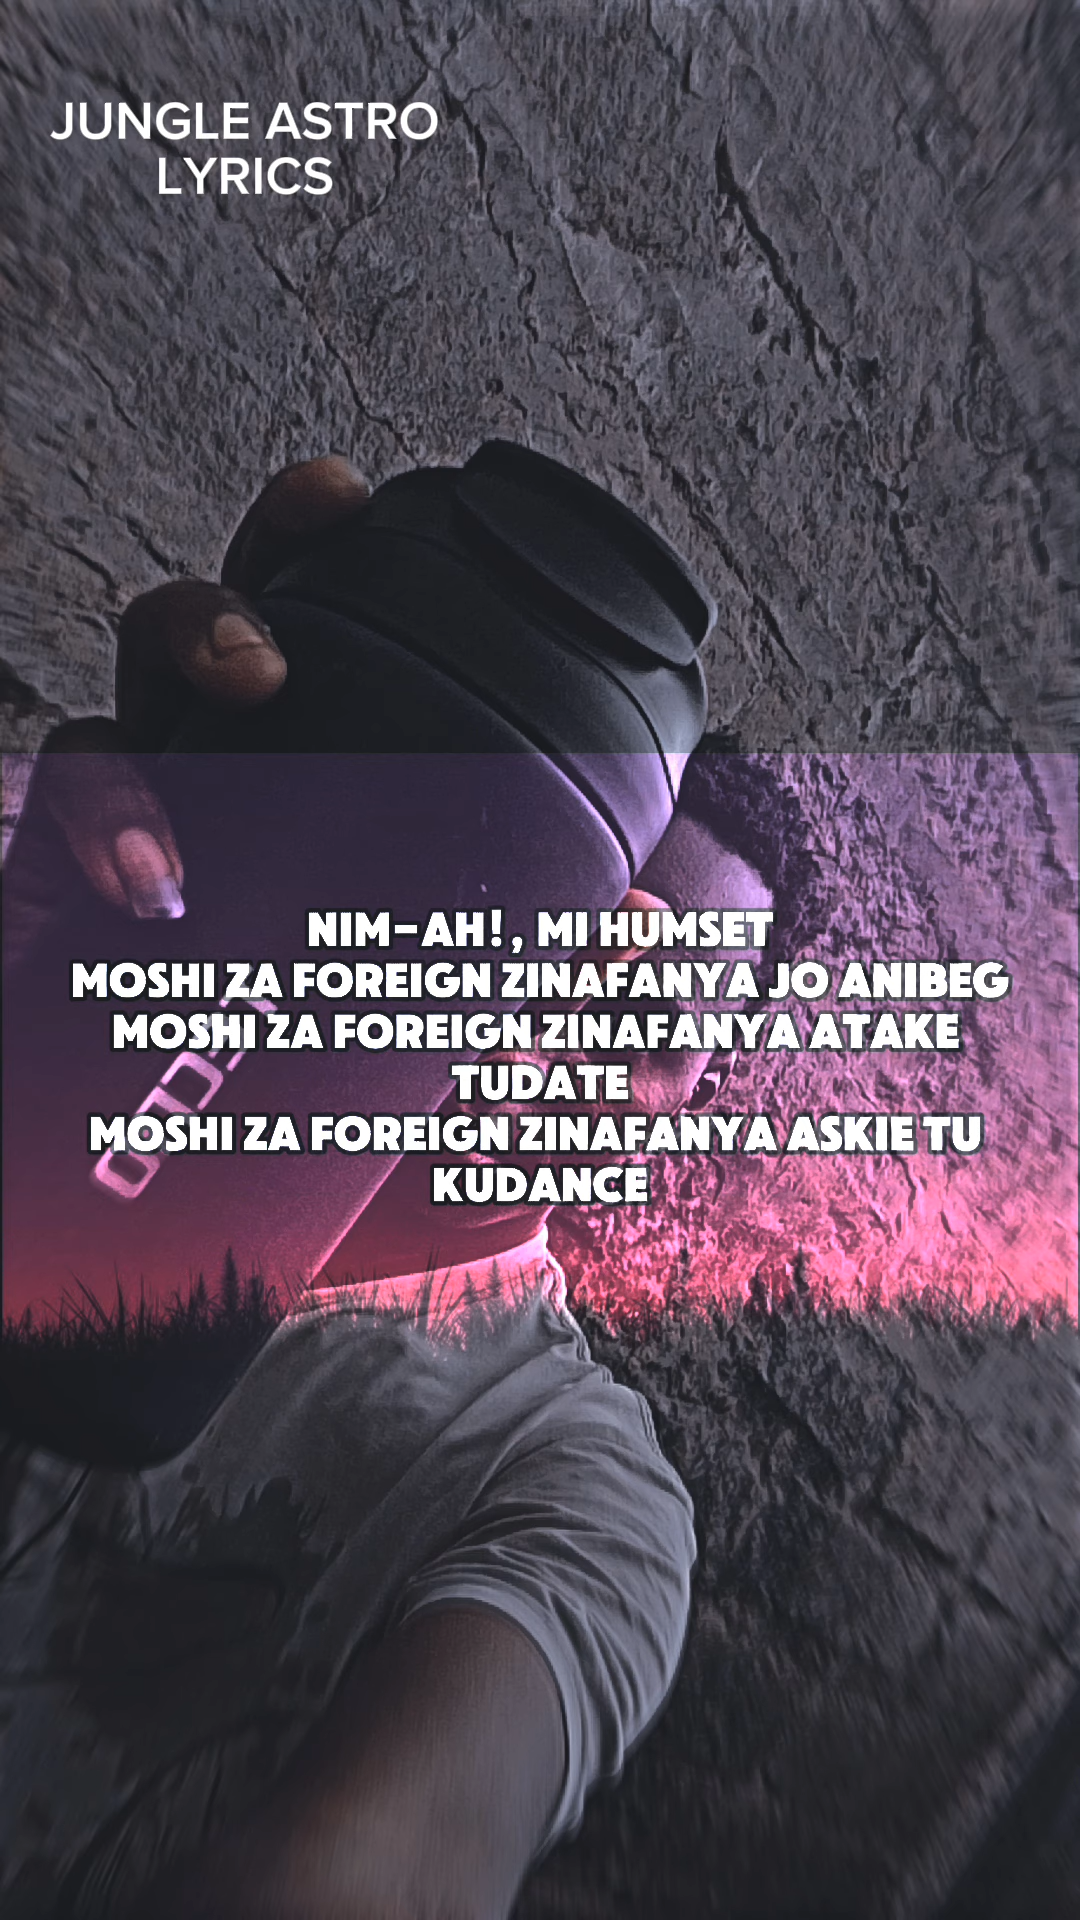 JUNGLE ASTRO
LYRICS
NIM-AH!, MI HUMSET
MOSHI ZA FOREIGN ZINAFANYA JO ANIBEG
MOSHI ZA FOREIGN ZINAFANYA ATAKE
TUDATE
MOSHI ZA FOREIGN ZINAFANYA ASKIE TU
KUDANCE